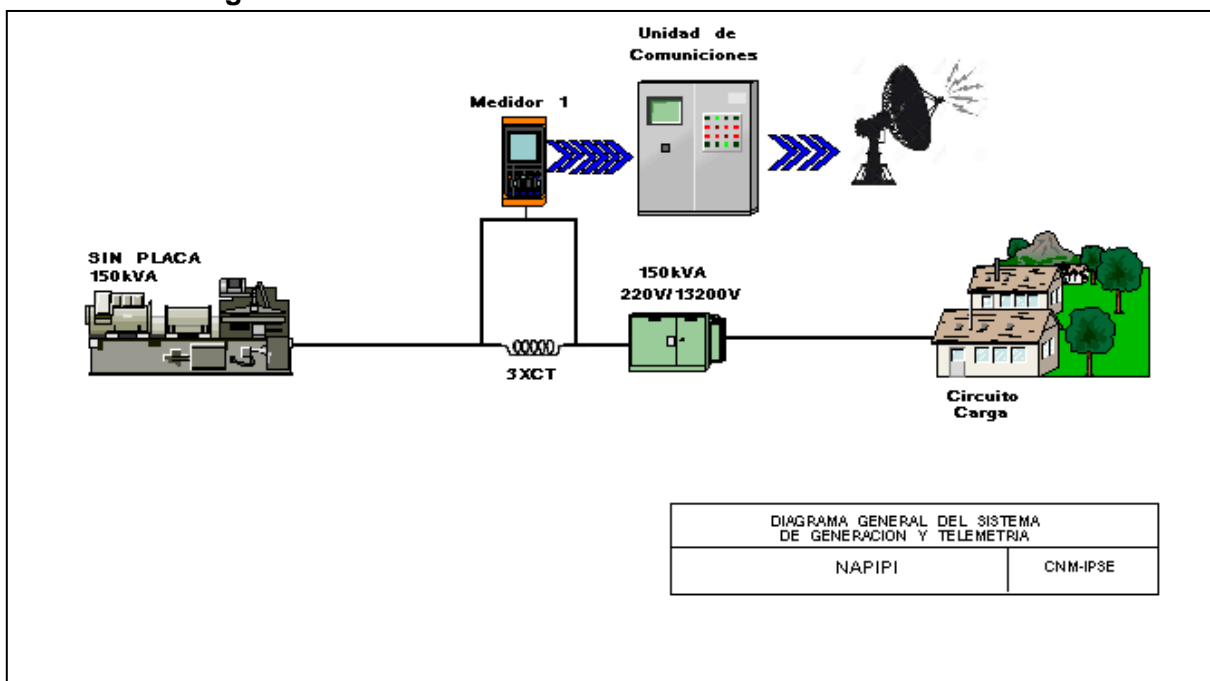 Unidad de
Comuniciones
Medidor 1
SIN PLACA
150kVA
150kVA
220V/13200V
3XCT
Circuito
Carga
DIAGRAMA GENERAL DEL SISTEMA
DE GENERACION Y TELEMETRIA
NAPIPI
CNM-IPSE